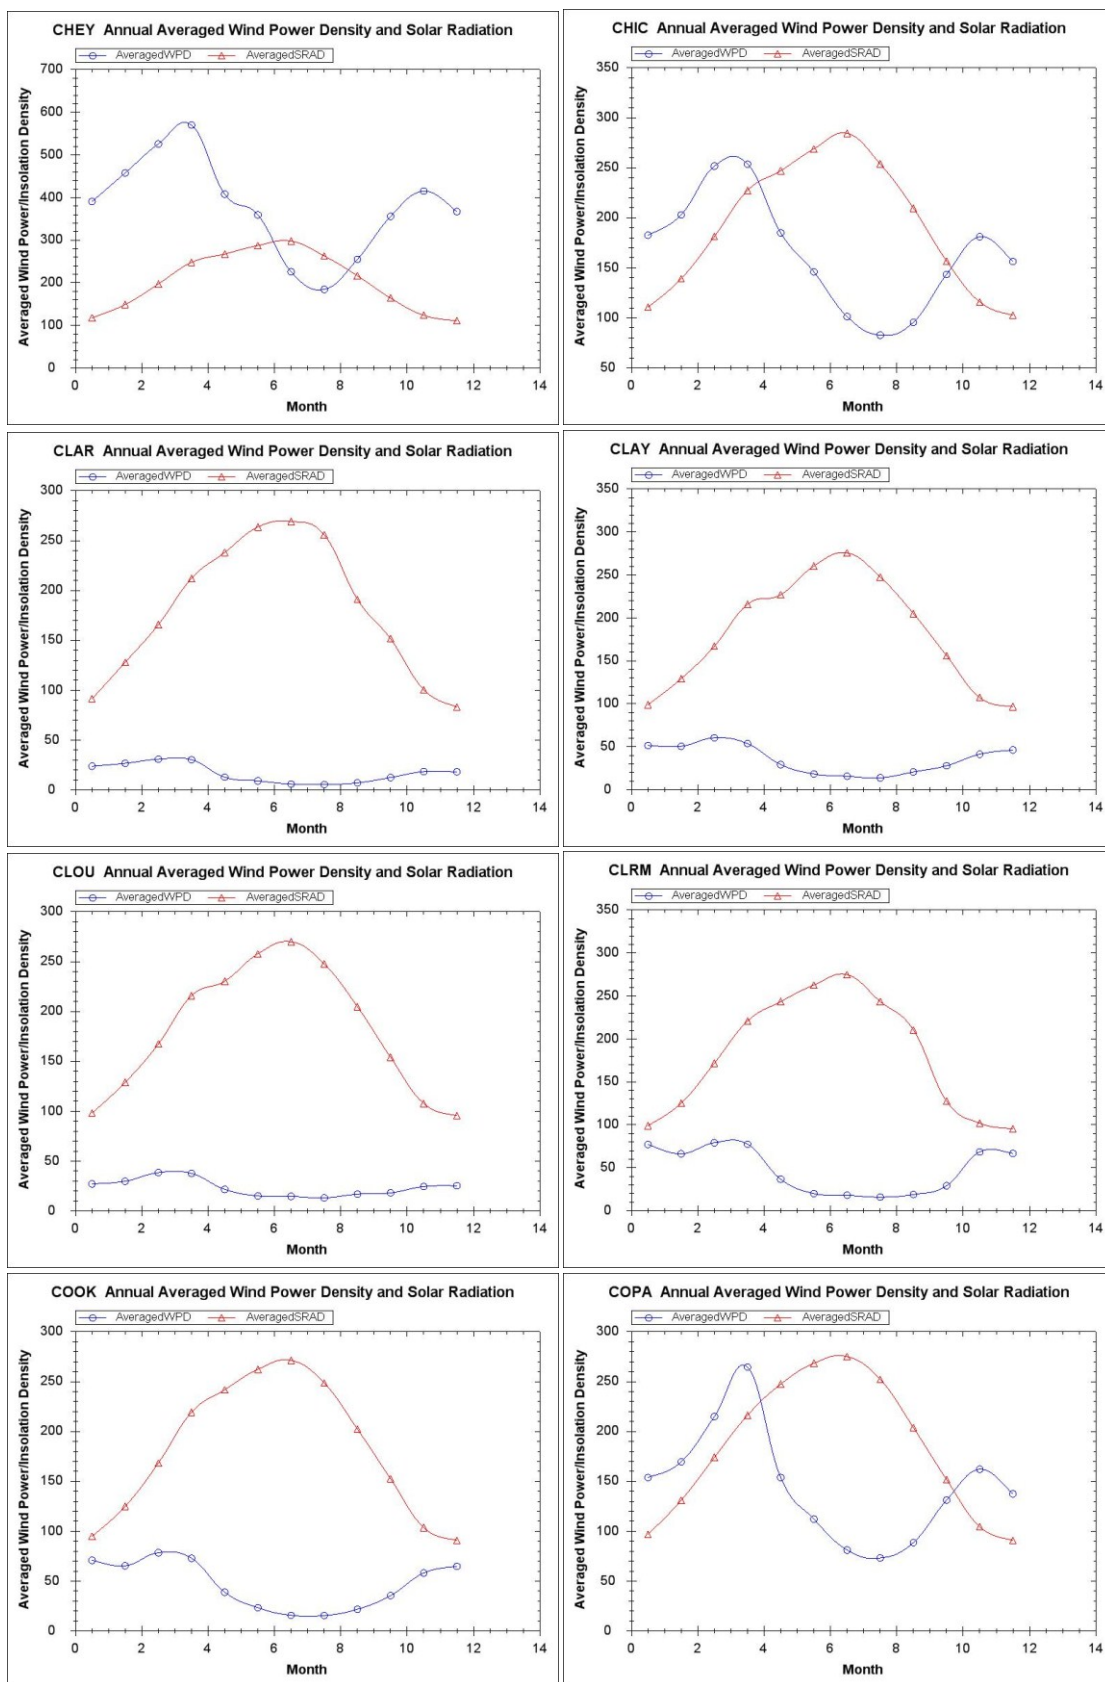 CHEY Annual Averaged Wind Power Density and Solar Radiation
AveragedWPD AveragedSRAD
Averaged Wind Power/Insolation Density
700
600
500
400
300
200
100
0
0 2 4 6 8 10 12 14
Month
CHIC Annual Averaged Wind Power Density and Solar Radiation
AveragedWPD AveragedSRAD
Averaged Wind Power/Insolation Density
350
300
250
200
150
100
50
0 2 4 6 8 10 12 14
Month
CLAR Annual Averaged Wind Power Density and Solar Radiation
AveragedWPD AveragedSRAD
Averaged Wind Power/Insolation Density
300
250
200
150
100
50
0
0 2 4 6 8 10 12 14
Month
CLAY Annual Averaged Wind Power Density and Solar Radiation
AveragedWPD AveragedSRAD
Averaged Wind Power/Insolation Density
350
300
250
200
150
100
50
0
0 2 4 6 8 10 12 14
Month
CLOU Annual Averaged Wind Power Density and Solar Radiation
AveragedWPD AveragedSRAD
Averaged Wind Power/Insolation Density
300
250
200
150
100
50
0
0 2 4 6 8 10 12 14
Month
CLRM Annual Averaged Wind Power Density and Solar Radiation
AveragedWPD AveragedSRAD
Averaged Wind Power/Insolation Density
350
300
250
200
150
100
50
0
0 2 4 6 8 10 12 14
Month
COOK Annual Averaged Wind Power Density and Solar Radiation
AveragedWPD AveragedSRAD
Averaged Wind Power/Insolation Density
300
250
200
150
100
50
0
0 2 4 6 8 10 12 14
Month
COPA Annual Averaged Wind Power Density and Solar Radiation
AveragedWPD AveragedSRAD
Averaged Wind Power/Insolation Density
300
250
200
150
100
50
0
0 2 4 6 8 10 12 14
Month